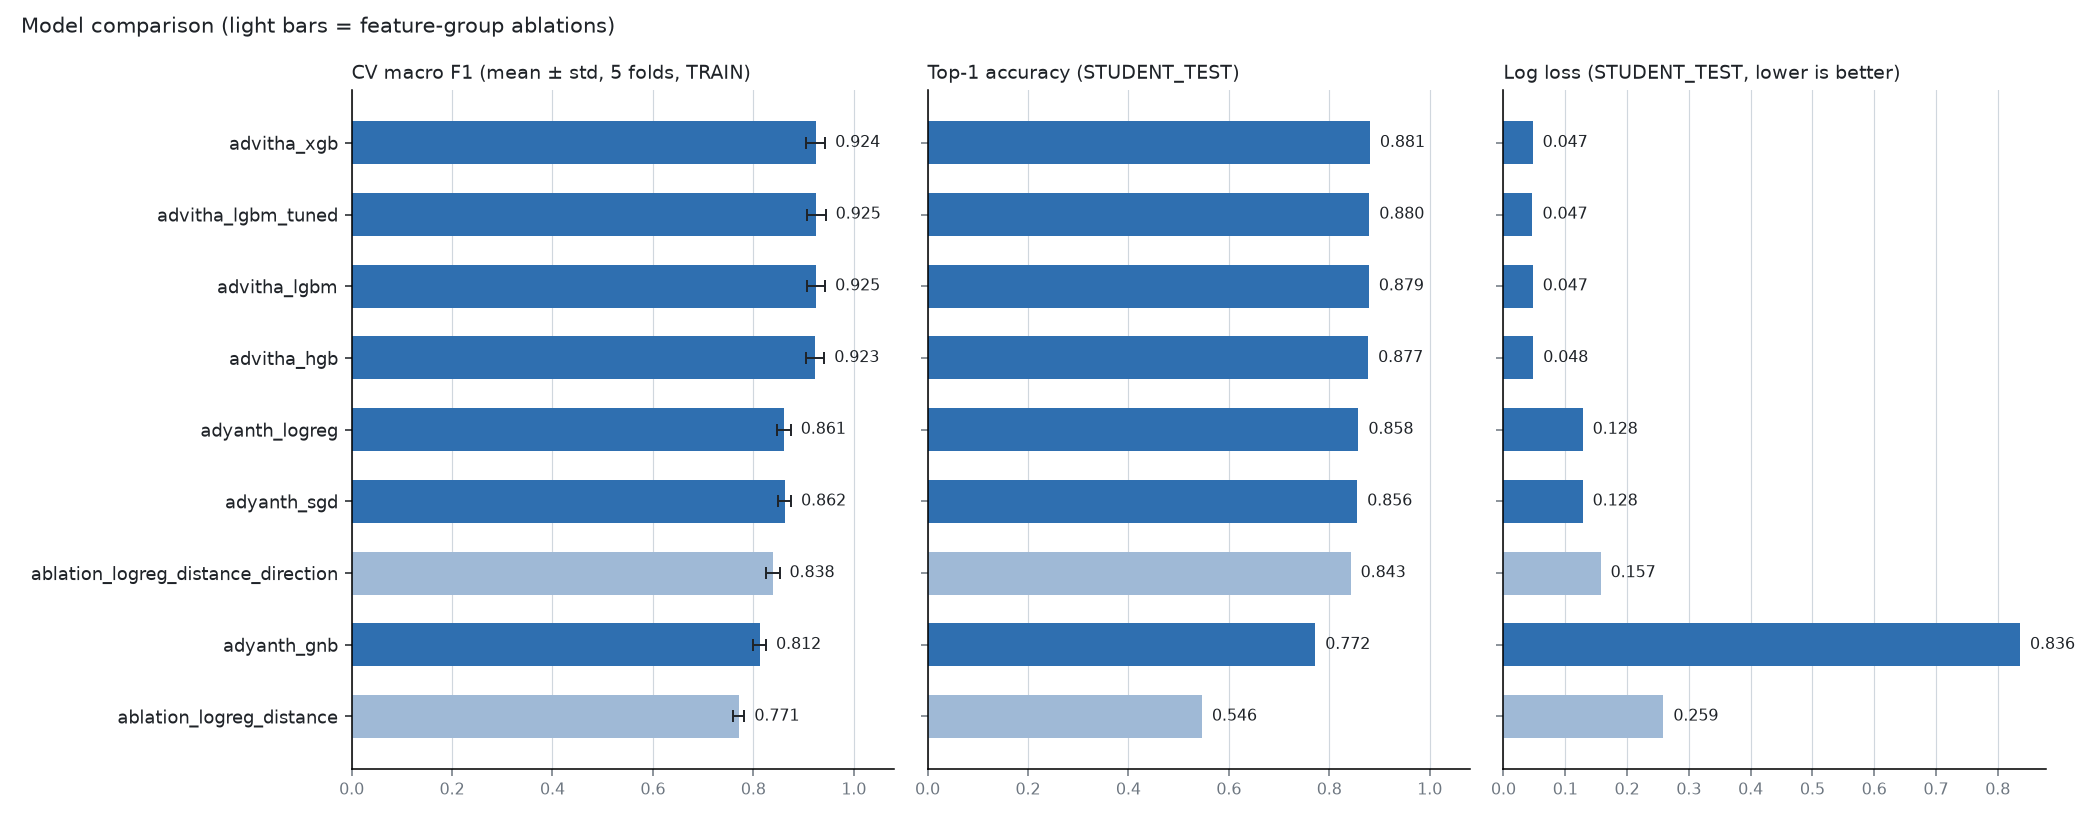 Model comparison (light bars = feature-group ablations)
CV macro F1 (mean ± std, 5 folds, TRAIN)
advitha_xgb
0.924
advitha_lgbm_tuned
0.925
advitha_lgbm
0.925
advitha_hgb
0.923
adyanth_logreg
0.861
adyanth_sgd
0.862
ablation_logreg_distance_direction
0.838
adyanth_gnb
0.812
ablation_logreg_distance
0.771
0.0 0.2 0.4 0.6 0.8 1.0
Top-1 accuracy (STUDENT_TEST)
0.881
0.880
0.879
0.877
0.858
0.856
0.843
0.772
0.546
0.0 0.2 0.4 0.6 0.8 1.0
Log loss (STUDENT_TEST, lower is better)
0.047
0.047
0.047
0.048
0.128
0.128
0.157
0.836
0.259
0.0 0.1 0.2 0.3 0.4 0.5 0.6 0.7 0.8